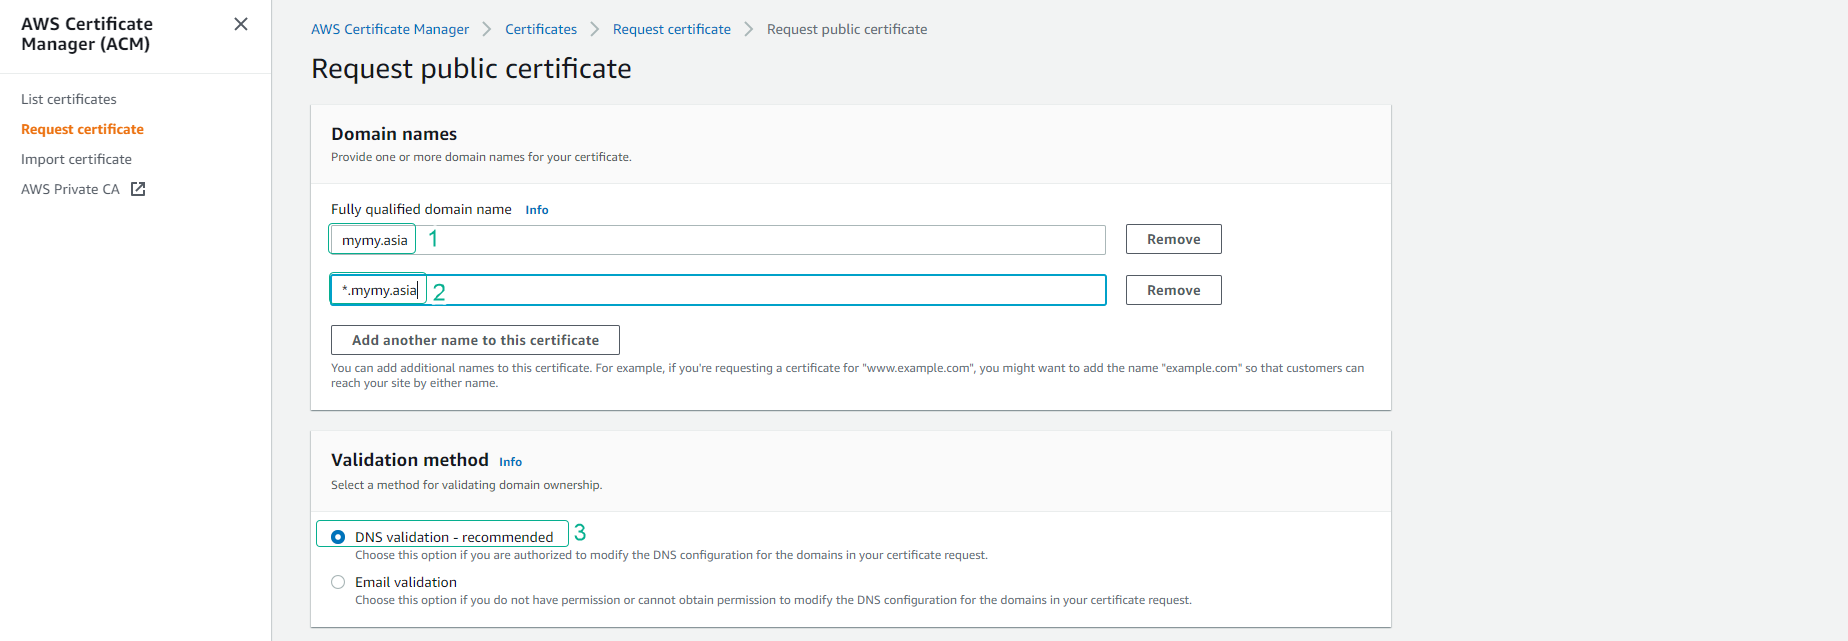 AWS Certificate
Manager (ACM)
List certificates
Request certificate
Import certificate
AWS Private CA
AWS Certificate Manager > Certificates > Request certificate > Request public certificate
Request public certificate
Domain names
Provide one or more domain names for your certificate.
Fully qualified domain name Info
mymy.asia 1 Remove
*.mymy.asia 2 Remove
Add another name to this certificate
You can add additional names to this certificate. For example, if you're requesting a certificate for "www.example.com", you might want to add the name "example.com" so that customers can
reach your site by either name.
Validation method Info
Select a method for validating domain ownership.
DNS validation - recommended 3
Choose this option if you are authorized to modify the DNS configuration for the domains in your certificate request.
Email validation
Choose this option if you do not have permission or cannot obtain permission to modify the DNS configuration for the domains in your certificate request.